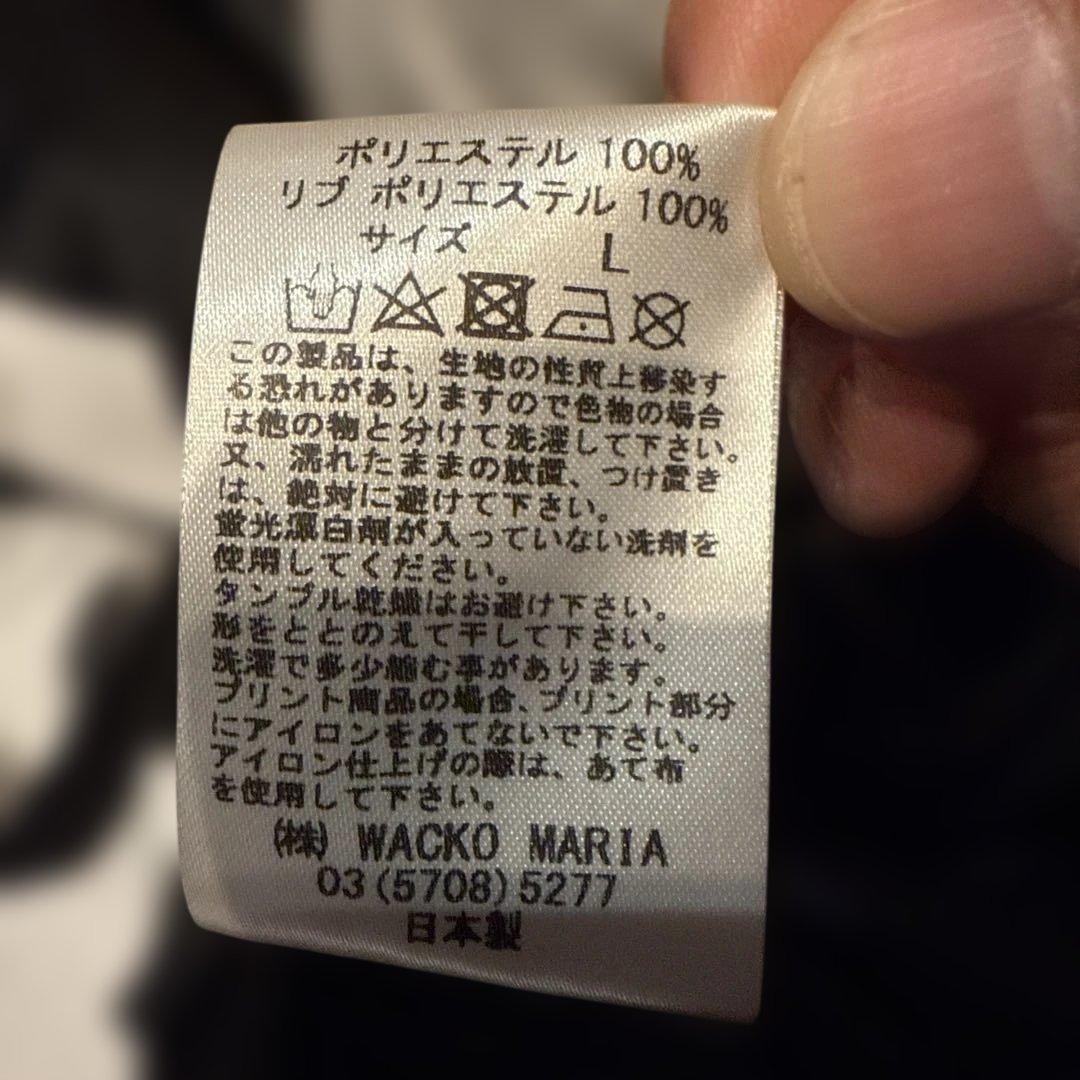 ポリエステル 100%
リブ ポリエステル 100%
サイズ L
この製品は、生地の性質上移染す
る恐れがありますので色物の場合
は他の物と分けて洗濯して下さい。
又、濡れたままの放置、つけ置き
は、絶対に避けて下さい。
蛍光漂白剤が入っていない洗剤を
使用してください。
タンブル乾燥はお避け下さい。
形をととのえて干して下さい。
洗濯で多少縮む事があります。
プリント商品の場合、プリント部分
にアイロンをあてないで下さい。
アイロン仕上げの際は、あて布
を使用して下さい。
(株) WACKO MARIA
03(5708)5277
日本製